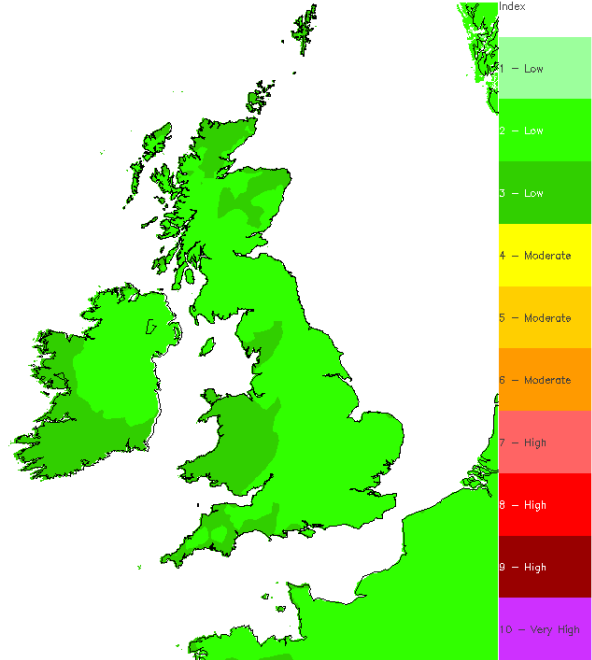 Index
1 - Low
2 - Low
3 - Low
4 - Moderate
5 - Moderate
6 - Moderate
7 - High
8 - High
9 - High
10 - Very High